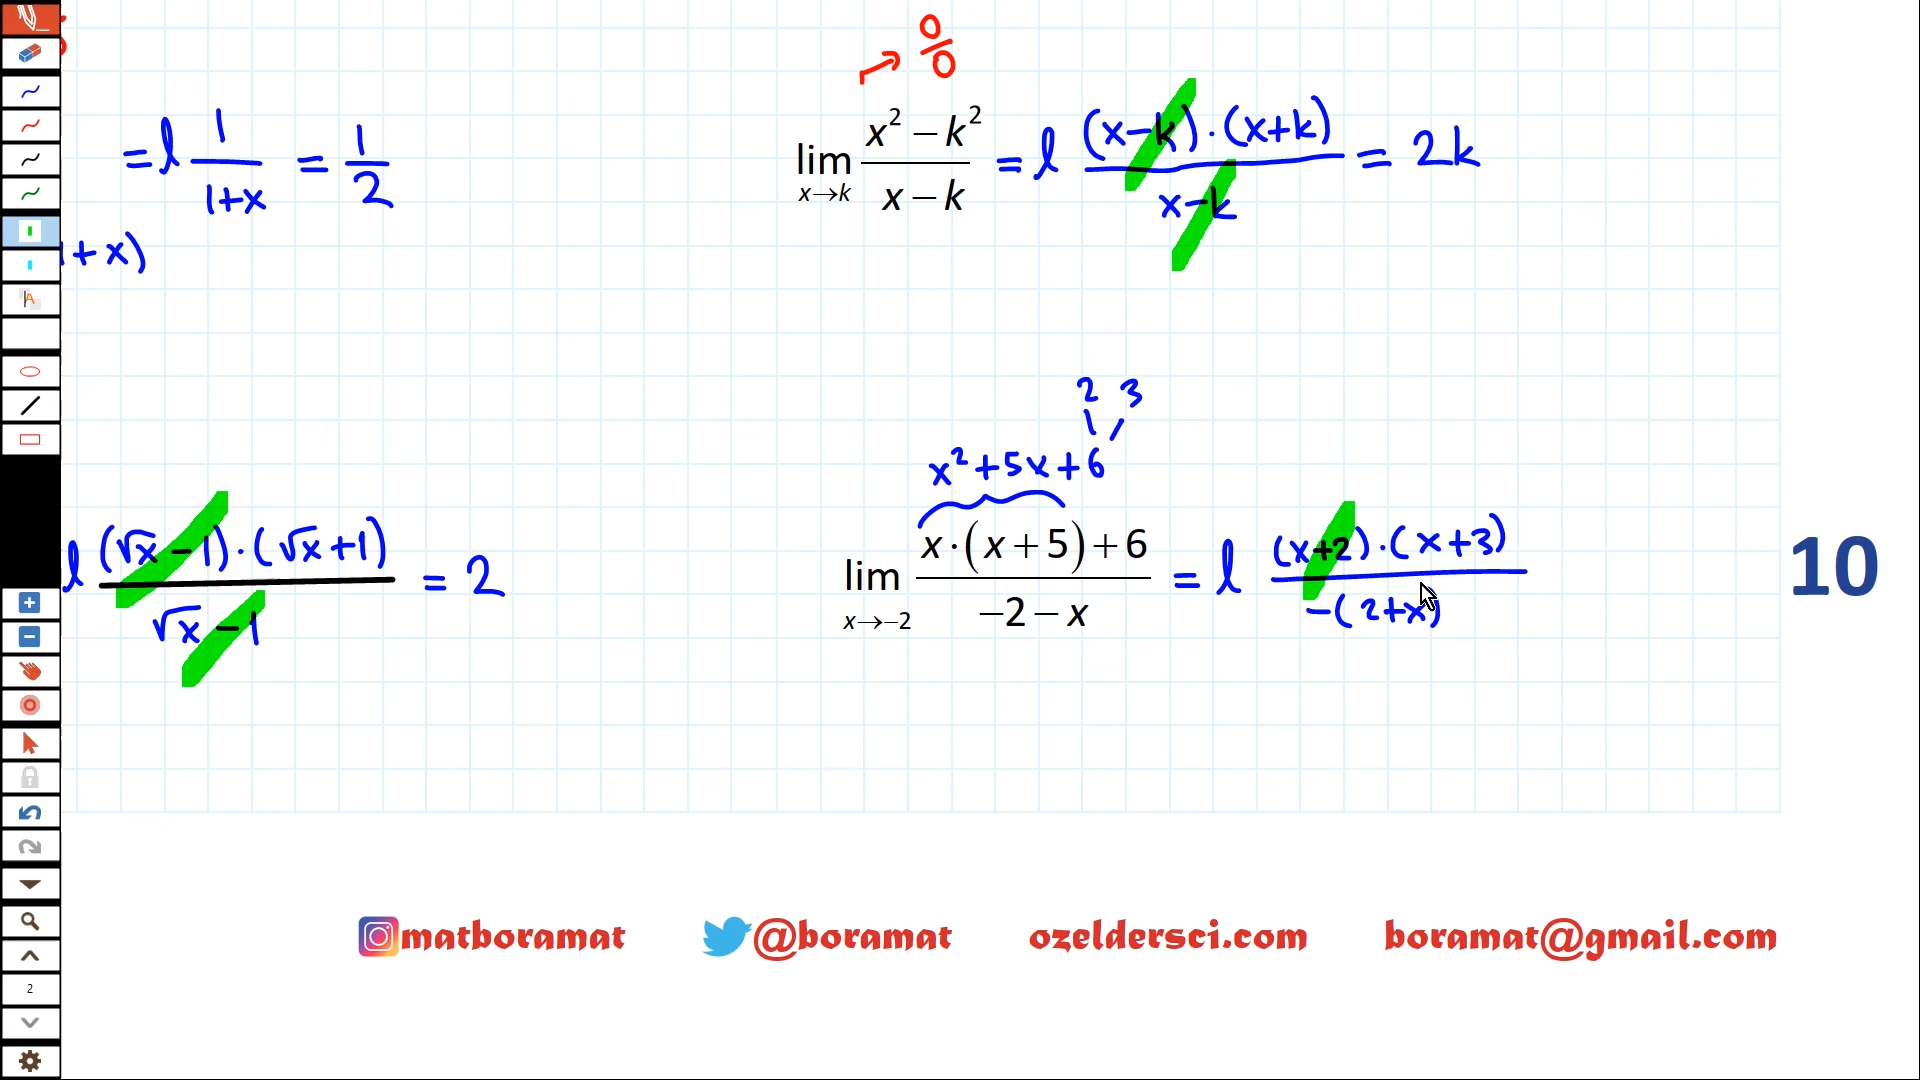 → 0/0
= l 1/(1+x) = 1/2
lim x→k (x² − k²)/(x − k) = l ((x−k)·(x+k))/(x−k) = 2k
+ x)
2 3
x² + 5x + 6
l ((√x − 1)·(√x + 1))/(√x − 1) = 2
lim x→−2 (x·(x+5)+6)/(−2 − x) = l ((x+2)·(x+3))/(−(2+x))
10
matboramat @boramat ozeldersci.com boramat@gmail.com
2